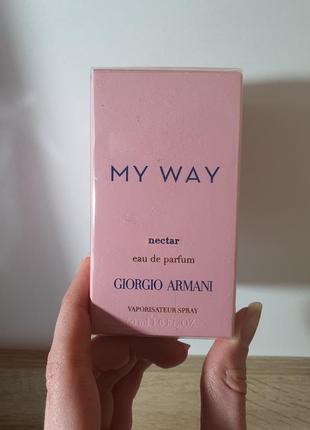 MY WAY
nectar
eau de parfum
GIORGIO ARMANI
VAPORISATEUR SPRAY